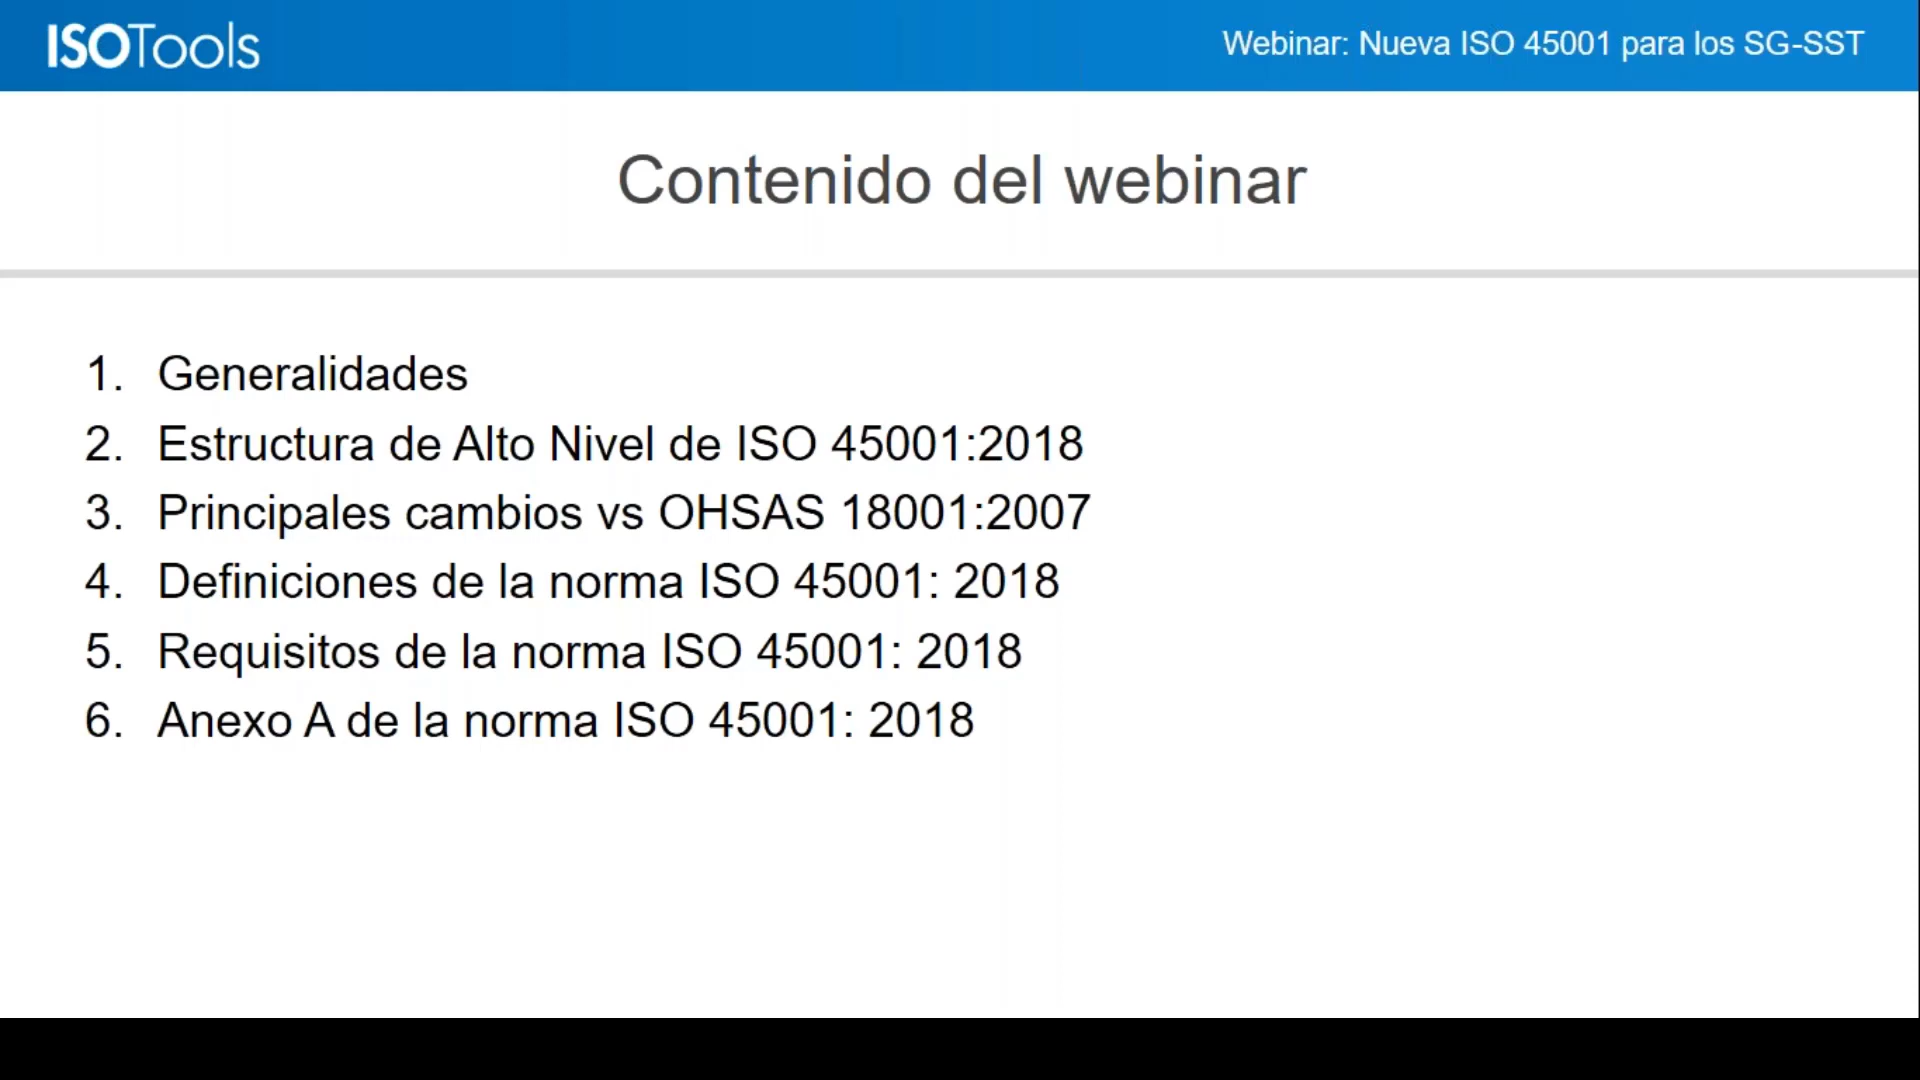 ISOTools
Webinar: Nueva ISO 45001 para los SG-SST
Contenido del webinar
1. Generalidades
2. Estructura de Alto Nivel de ISO 45001:2018
3. Principales cambios vs OHSAS 18001:2007
4. Definiciones de la norma ISO 45001: 2018
5. Requisitos de la norma ISO 45001: 2018
6. Anexo A de la norma ISO 45001: 2018